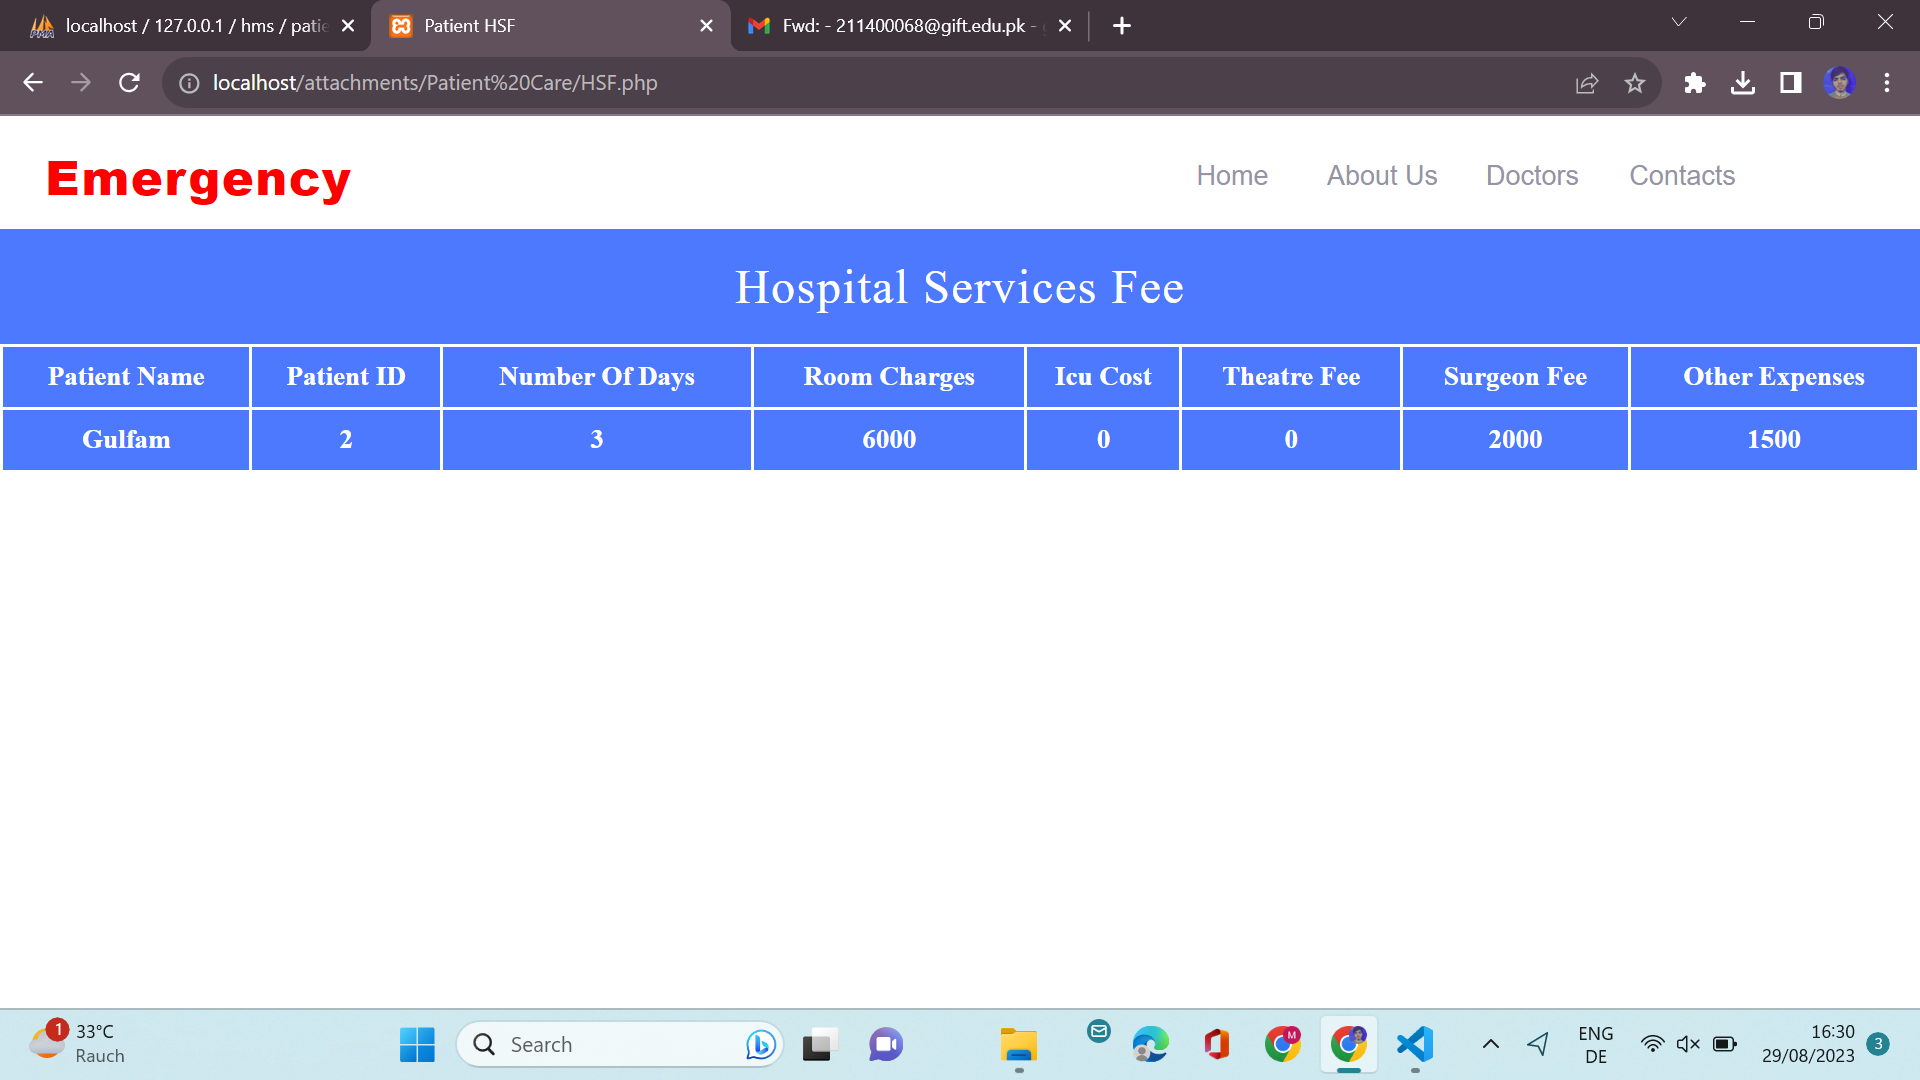 localhost / 127.0.0.1 / hms / patie
Patient HSF
Fwd: - 211400068@gift.edu.pk -
localhost/attachments/Patient%20Care/HSF.php
Emergency
Home About Us Doctors Contacts
Hospital Services Fee
Patient Name Patient ID Number Of Days Room Charges Icu Cost Theatre Fee Surgeon Fee Other Expenses
Gulfam 2 3 6000 0 0 2000 1500
1
33°C
Rauch
Search
M
ENG
DE
16:30
29/08/2023
3